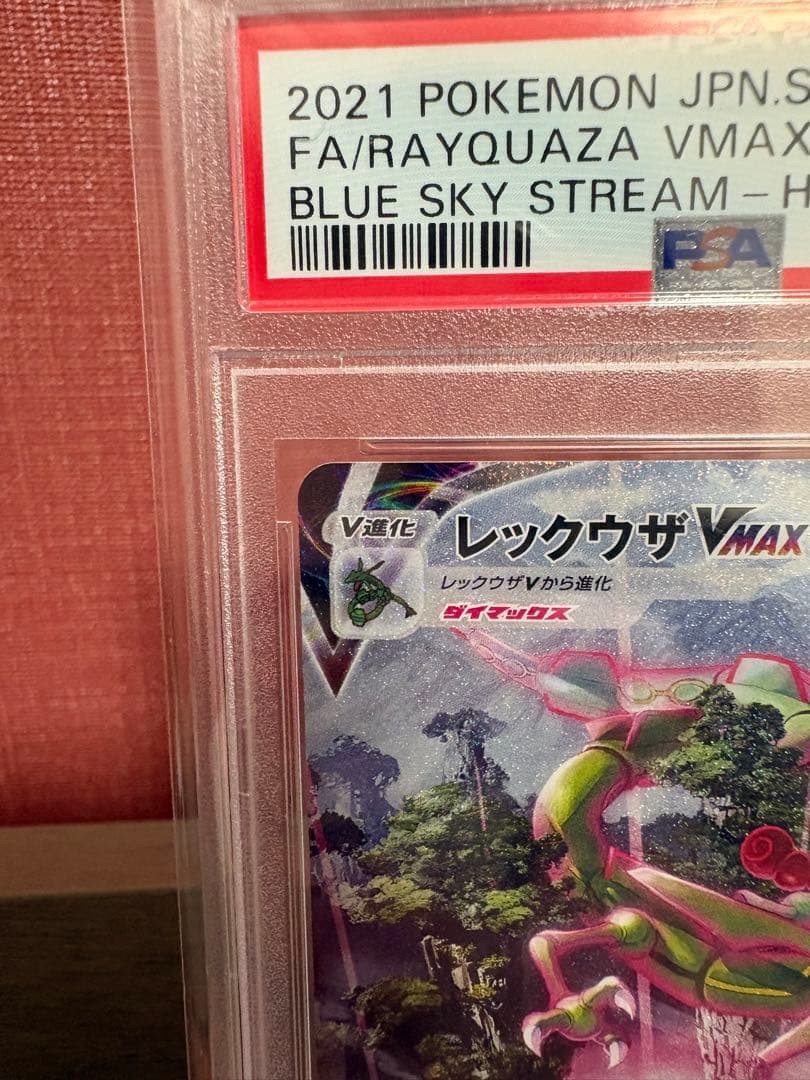 2021 POKEMON JPN.S
FA/RAYQUAZA VMAX
BLUE SKY STREAM-H
PSA
V進化
レックウザVMAX
レックウザVから進化
ダイマックス